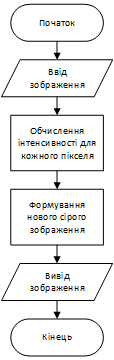 Початок
Ввід
зображення
Обчислення
інтенсивності для
кожного пікселя
Формування
нового сірого
зображення
Вивід
зображення
Кінець